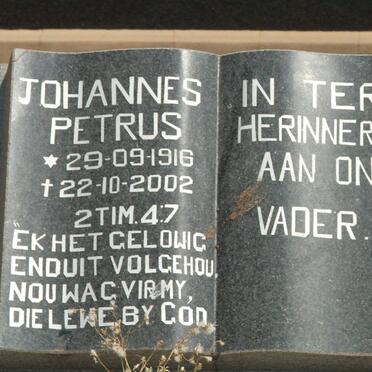 JOHANNES
PETRUS
* 29-09-1916
† 22-10-2002
2 TIM. 4:7
EK HET GELOWIG
ENDUIT VOLGEHOU,
NOU WAG VIR MY,
DIE LEWE BY GOD.
IN TER
HERINNER
AAN ON
VADER.